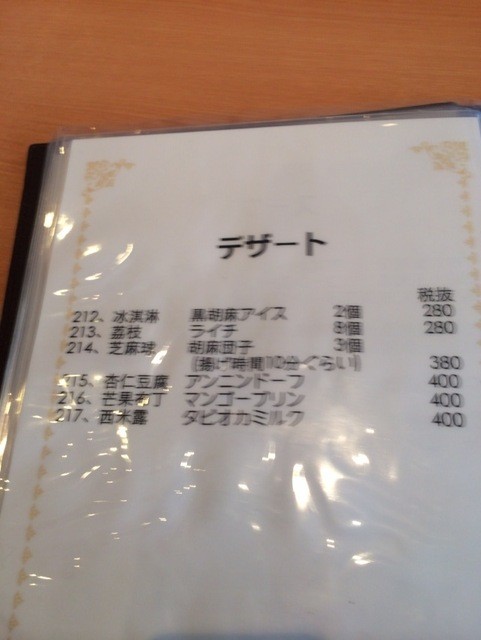 デザート
税抜
212、冰淇淋 黒胡麻アイス 2個 280
213、荔枝 ライチ 8個 280
214、芝麻球 胡麻団子 3個
(揚げ時間10分ぐらい) 380
215、杏仁豆腐 アンニンドーフ 400
216、芒果布丁 マンゴープリン 400
217、西米露 タピオカミルク 400